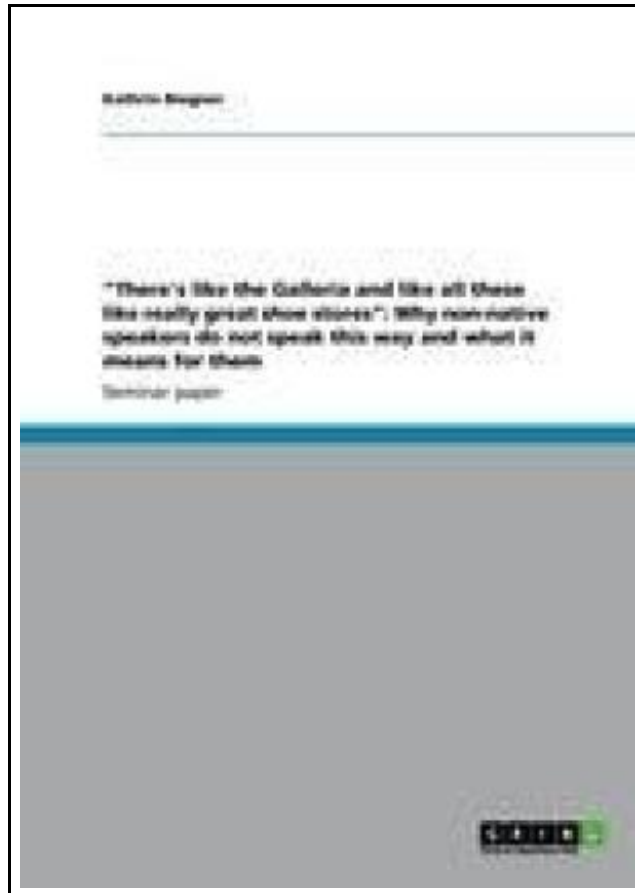 "There's like the Galleria and like all these
like really great shoe stores": Why non-native
speakers do not speak this way and what it
means for them
Seminar paper